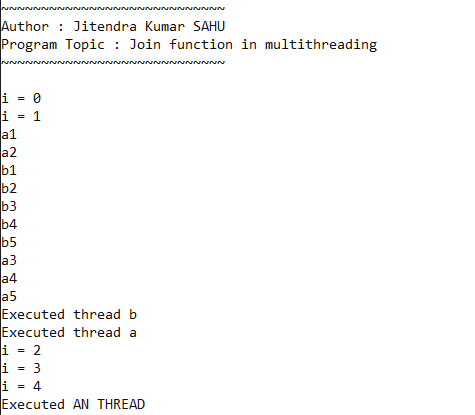 ~~~~~~~~~~~~~~~~~~~~~~~~~~~~
Author : Jitendra Kumar SAHU
Program Topic : Join function in multithreading
~~~~~~~~~~~~~~~~~~~~~~~~~~~~
i = 0
i = 1
a1
a2
b1
b2
b3
b4
b5
a3
a4
a5
Executed thread b
Executed thread a
i = 2
i = 3
i = 4
Executed AN THREAD